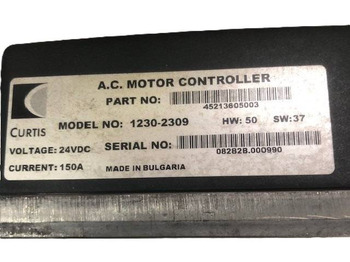 A.C. MOTOR CONTROLLER
PART NO:
45213605003
CURTIS
MODEL NO: 1230-2309 HW: 50 SW: 37
VOLTAGE: 24VDC SERIAL NO:
082B2B.000990
CURRENT: 150A MADE IN BULGARIA